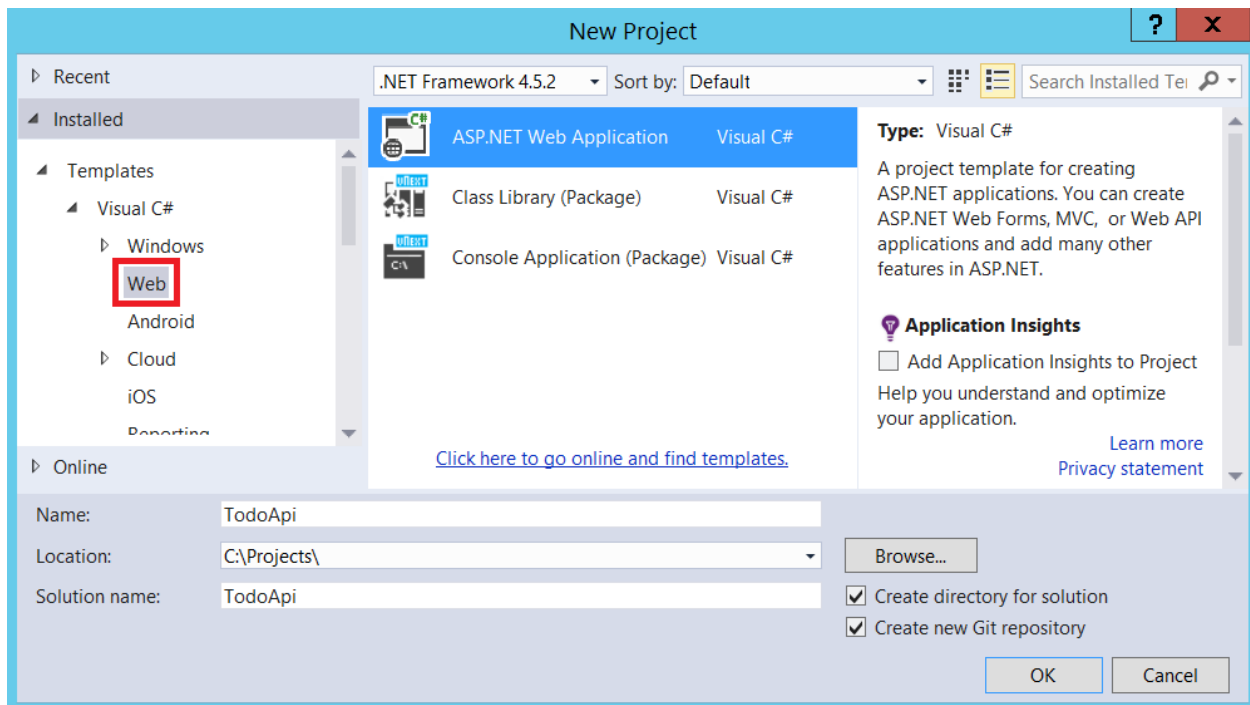 New Project
?
X
Recent
.NET Framework 4.5.2
Sort by: Default
Search Installed Te
Installed
Templates
Visual C#
Windows
Web
Android
Cloud
iOS
Reporting
Online
C#
ASP.NET Web Application Visual C#
Class Library (Package) Visual C#
Console Application (Package) Visual C#
Click here to go online and find templates.
Type: Visual C#
A project template for creating
ASP.NET applications. You can create
ASP.NET Web Forms, MVC, or Web API
applications and add many other
features in ASP.NET.
Application Insights
Add Application Insights to Project
Help you understand and optimize
your application.
Learn more
Privacy statement
Name: TodoApi
Location: C:\Projects\
Browse...
Solution name: TodoApi
Create directory for solution
Create new Git repository
OK
Cancel